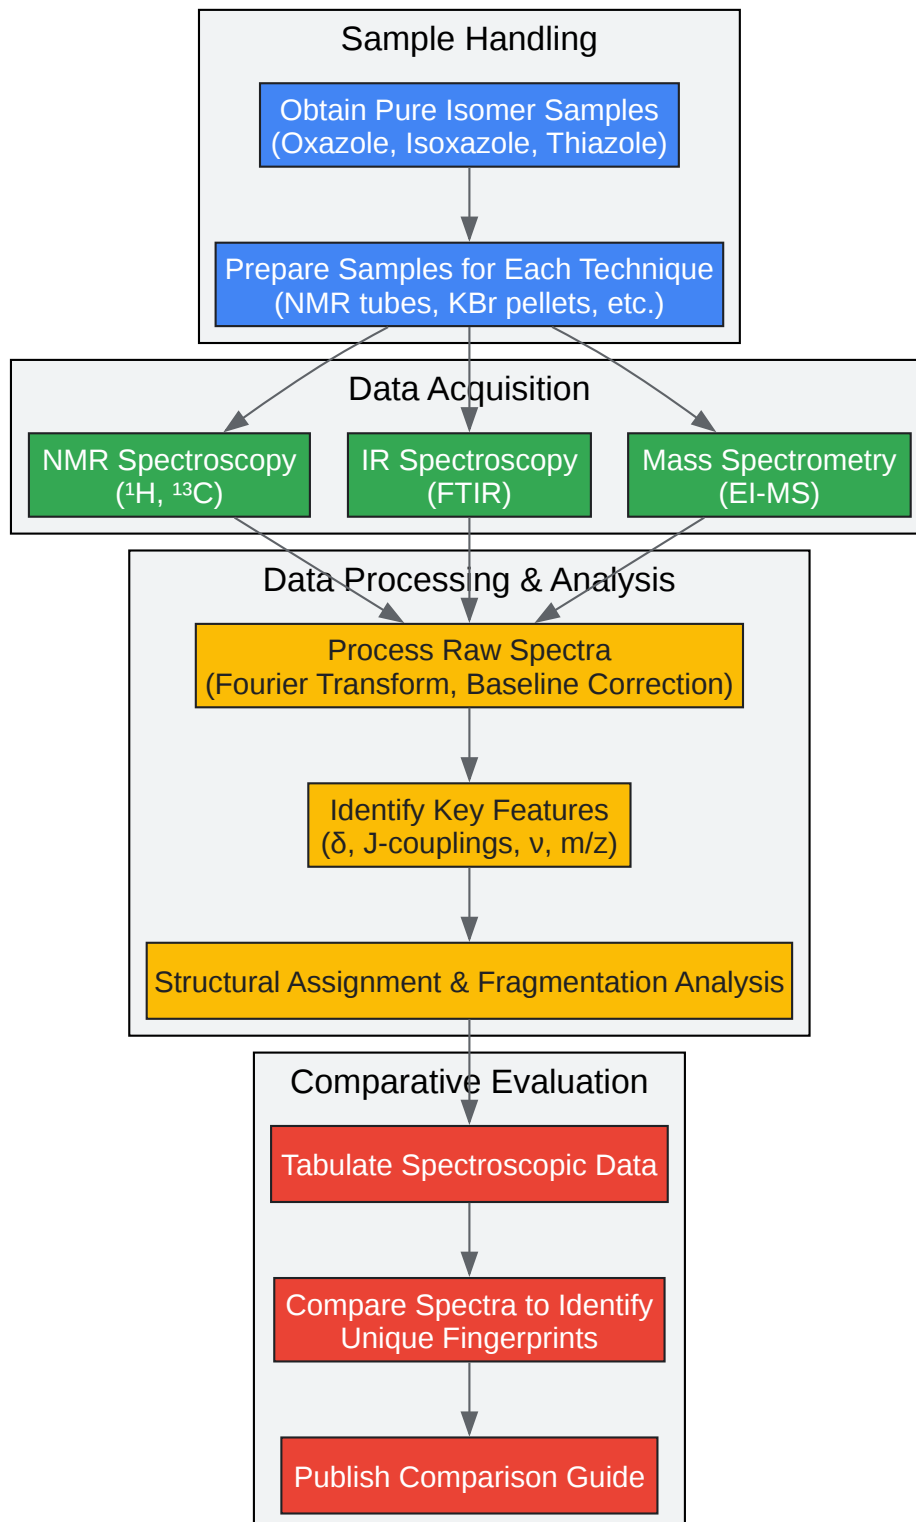 Sample Handling
Obtain Pure Isomer Samples
(Oxazole, Isoxazole, Thiazole)
Prepare Samples for Each Technique
(NMR tubes, KBr pellets, etc.)
Data Acquisition
NMR Spectroscopy
(¹H, ¹³C)
IR Spectroscopy
(FTIR)
Mass Spectrometry
(EI-MS)
Data Processing & Analysis
Process Raw Spectra
(Fourier Transform, Baseline Correction)
Identify Key Features
(δ, J-couplings, ν, m/z)
Structural Assignment & Fragmentation Analysis
Comparative Evaluation
Tabulate Spectroscopic Data
Compare Spectra to Identify
Unique Fingerprints
Publish Comparison Guide